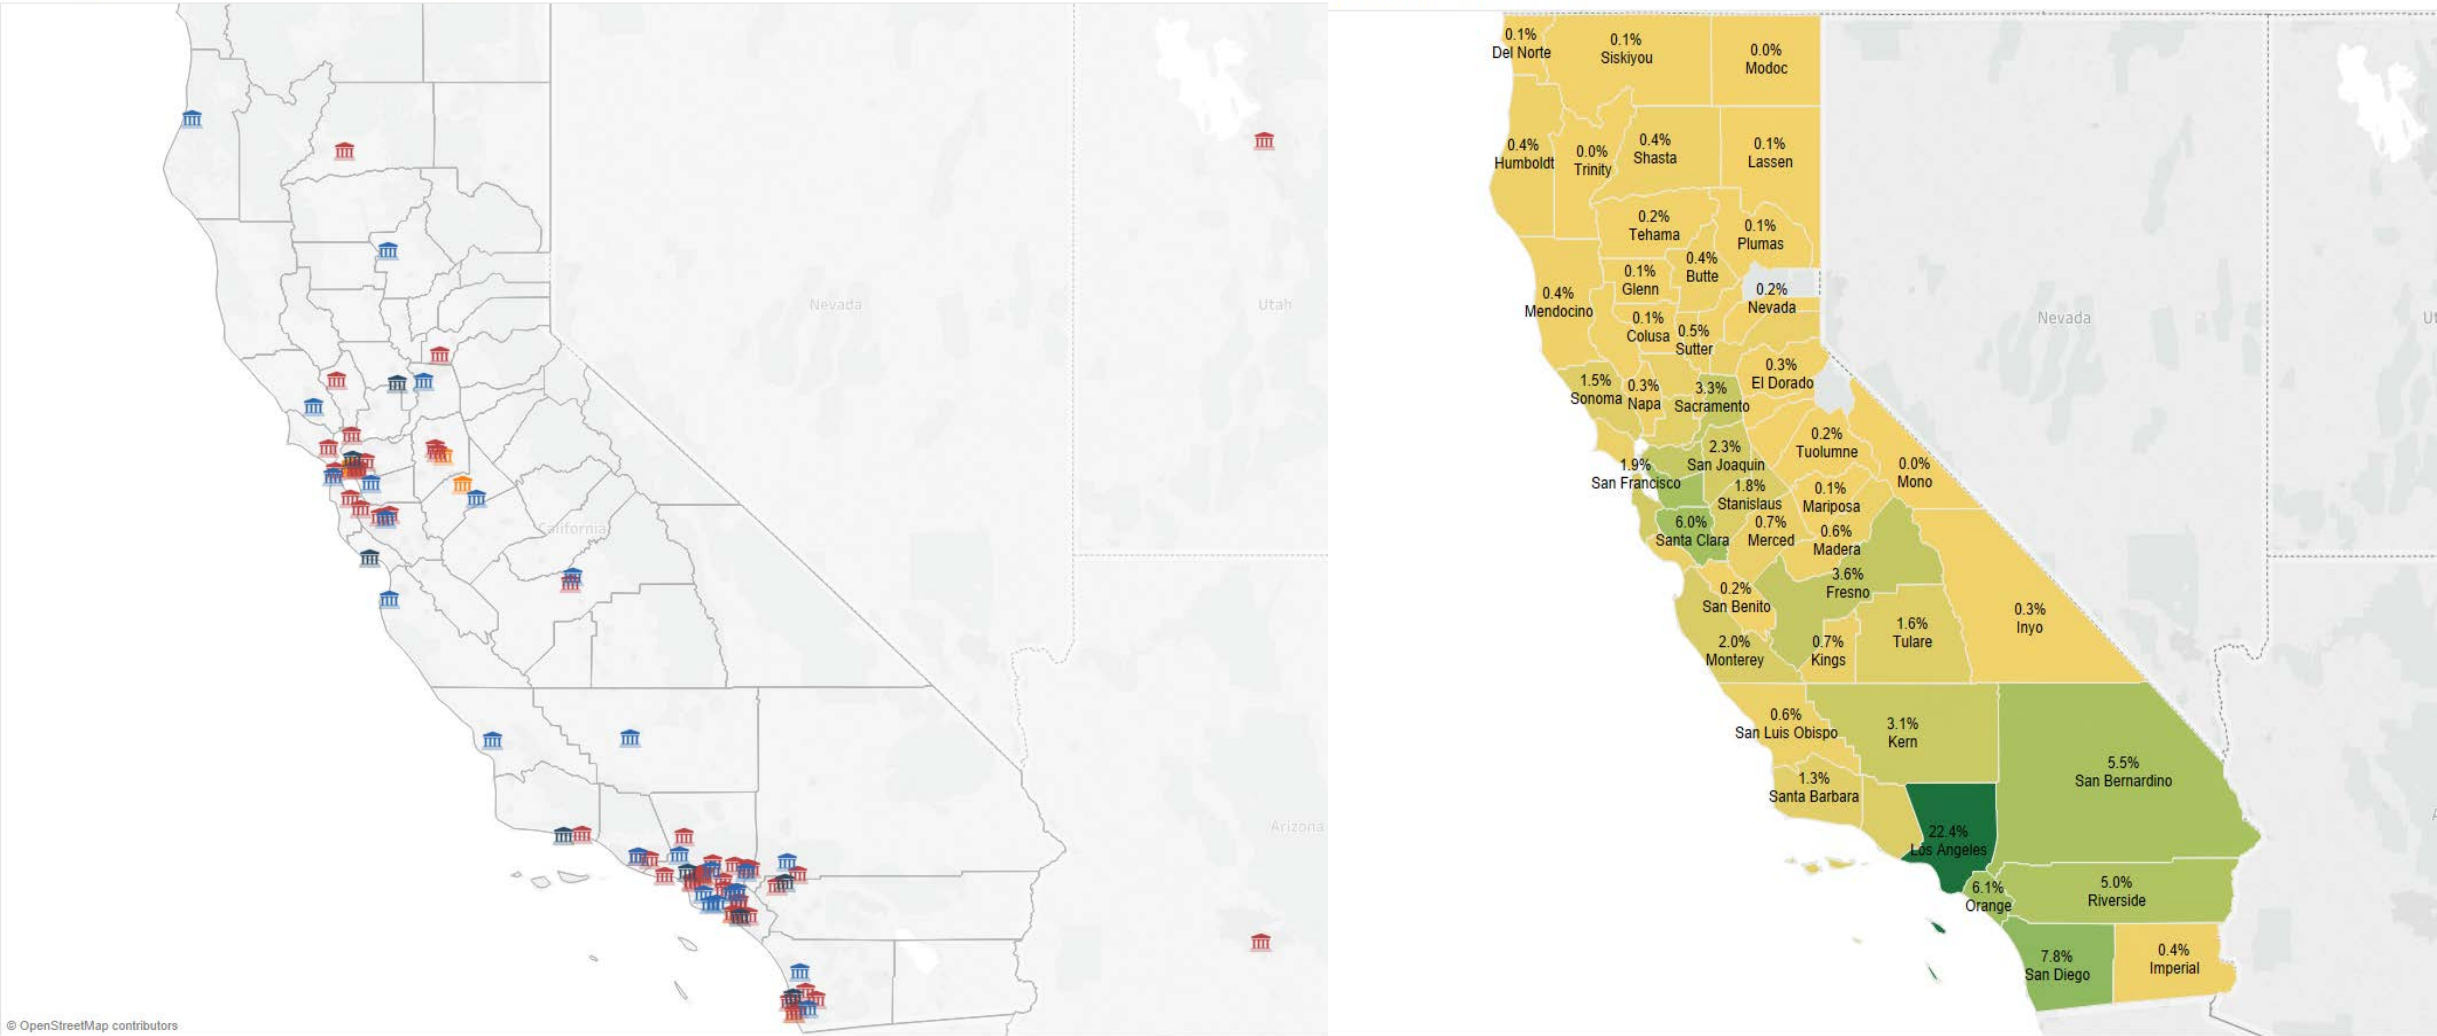 Nevada
Utah
California
Arizona
© OpenStreetMap contributors
0.1%
Del Norte
0.1%
Siskiyou
0.0%
Modoc
0.4%
Humboldt
0.0%
Trinity
0.4%
Shasta
0.1%
Lassen
0.2%
Tehama
0.1%
Plumas
0.4%
Butte
0.1%
Glenn
0.4%
Mendocino
0.2%
Nevada
0.1%
Colusa
0.5%
Sutter
Nevada
Ut
0.3%
El Dorado
1.5%
Sonoma
0.3%
Napa
3.3%
Sacramento
0.2%
Tuolumne
2.3%
San Joaquin
1.9%
San Francisco
0.0%
Mono
1.8%
Stanislaus
0.1%
Mariposa
6.0%
Santa Clara
0.7%
Merced
0.6%
Madera
3.6%
Fresno
0.2%
San Benito
0.3%
Inyo
1.6%
Tulare
2.0%
Monterey
0.7%
Kings
0.6%
San Luis Obispo
3.1%
Kern
5.5%
San Bernardino
1.3%
Santa Barbara
22.4%
Los Angeles
6.1%
Orange
5.0%
Riverside
7.8%
San Diego
0.4%
Imperial